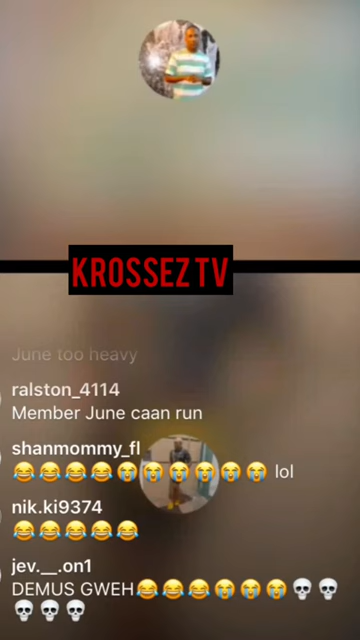 KROSSEZ TV
June too heavy
ralston_4114
Member June caan run
shanmommy_fl
😂😂😂😂😭😭😭😭😭😭 lol
nik.ki9374
😂😂😂😂😂
jev.__.on1
DEMUS GWEH😂😂😂😭😭😭💀💀
💀💀💀